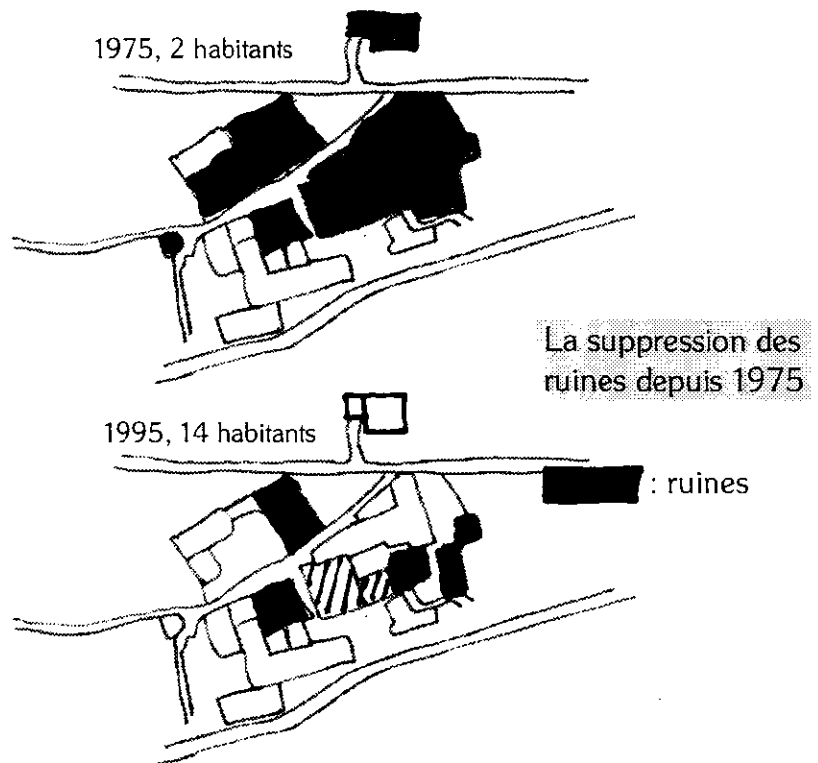 1975, 2 habitants
La suppression des
ruines depuis 1975
1995, 14 habitants
: ruines